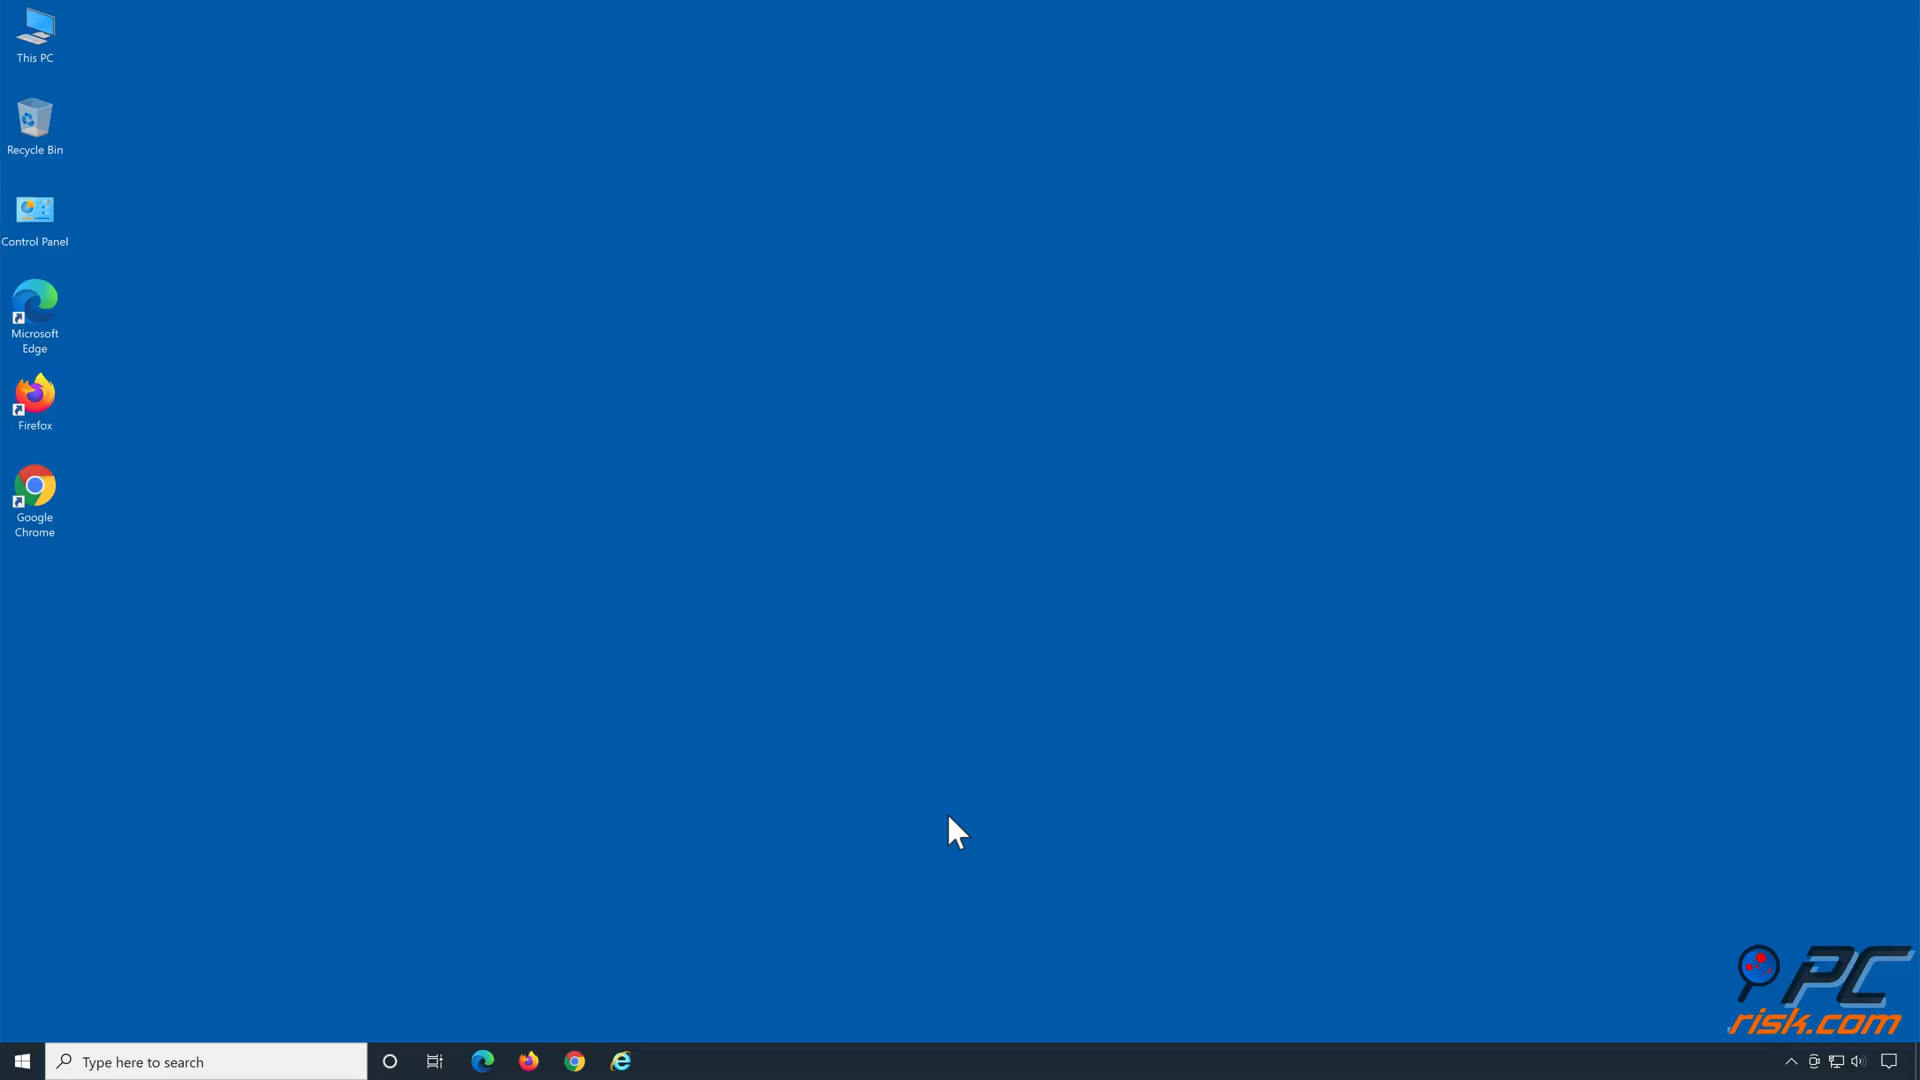 This PC
Recycle Bin
Control Panel
Microsoft
Edge
Firefox
Google
Chrome
PC
risk.com
Type here to search